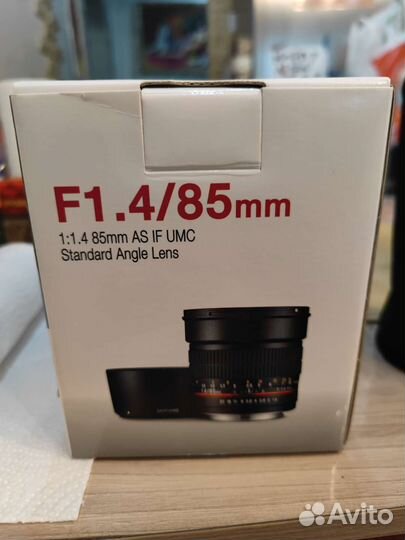 F1.4/85mm
1:1.4 85mm AS IF UMC
Standard Angle Lens
Avito